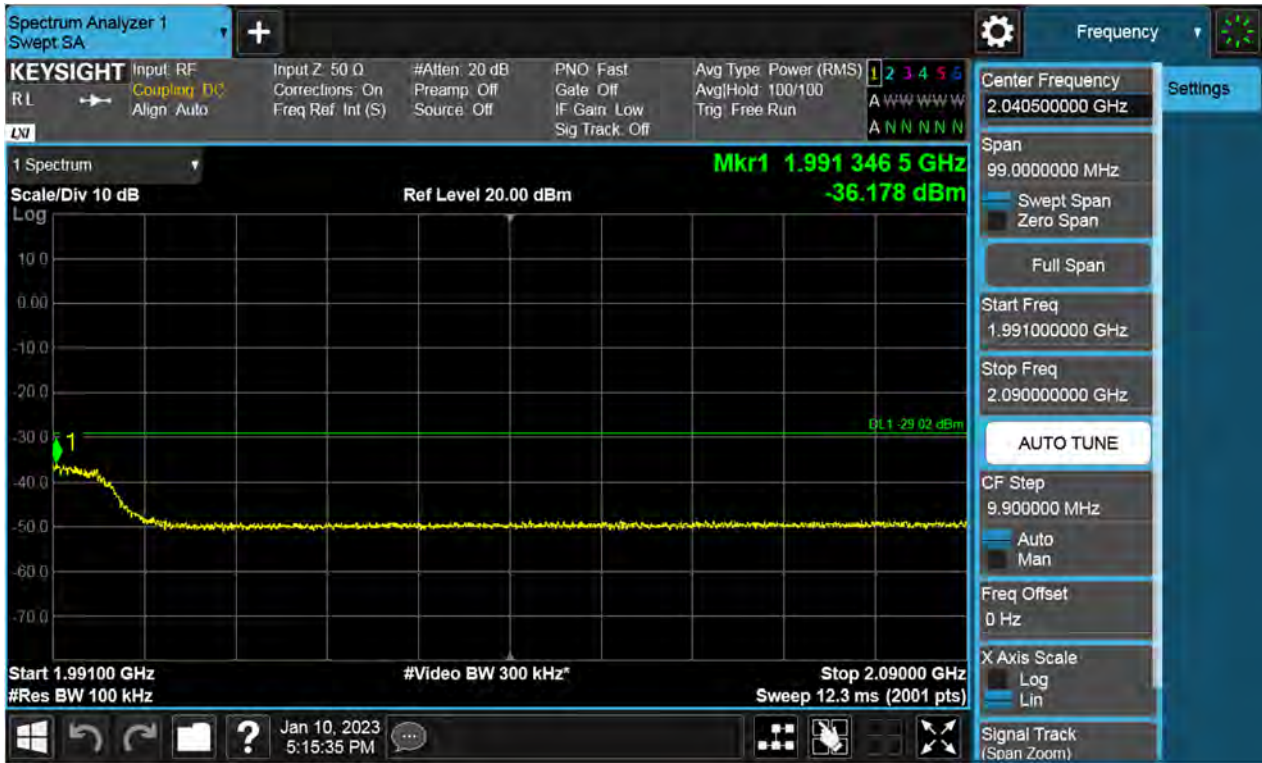 Spectrum Analyzer 1
Swept SA
+
Frequency
KEYSIGHT
RL
LXI
Input: RF
Coupling: DC
Align: Auto
Input Z: 50 Ω
Corrections: On
Freq Ref: Int (S)
#Atten: 20 dB
Preamp: Off
Source: Off
PNO: Fast
Gate: Off
IF Gain: Low
Sig Track: Off
Avg Type: Power (RMS)
Avg|Hold: 100/100
Trig: Free Run
1 2 3 4 5 6
A W W W W W
A N N N N N
1 Spectrum
Scale/Div 10 dB
Ref Level 20.00 dBm
Mkr1 1.991 346 5 GHz
-36.178 dBm
Log
10.0
0.00
-10.0
-20.0
-30.0
-40.0
-50.0
-60.0
-70.0
1
DL1 -29.02 dBm
Start 1.99100 GHz
#Video BW 300 kHz*
Stop 2.09000 GHz
#Res BW 100 kHz
Sweep 12.3 ms (2001 pts)
Center Frequency
2.040500000 GHz
Settings
Span
99.0000000 MHz
Swept Span
Zero Span
Full Span
Start Freq
1.991000000 GHz
Stop Freq
2.090000000 GHz
AUTO TUNE
CF Step
9.900000 MHz
Auto
Man
Freq Offset
0 Hz
X Axis Scale
Log
Lin
Signal Track
(Span Zoom)
?
Jan 10, 2023
5:15:35 PM